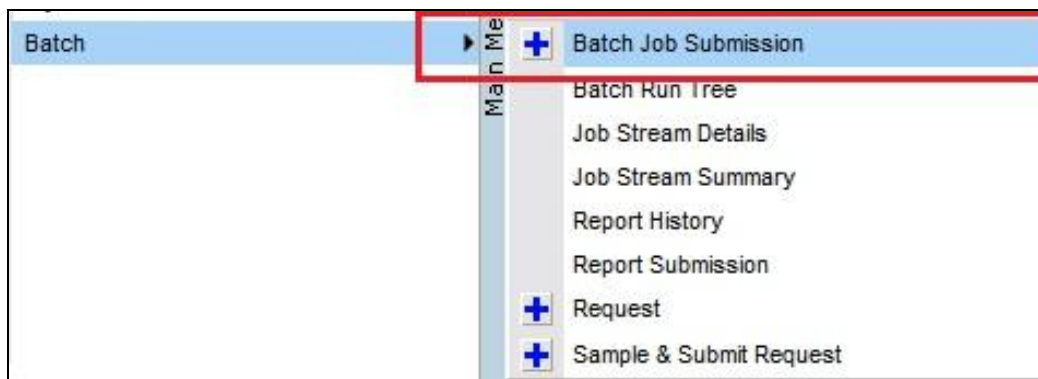 Batch
Main Me
Batch Job Submission
Batch Run Tree
Job Stream Details
Job Stream Summary
Report History
Report Submission
Request
Sample & Submit Request